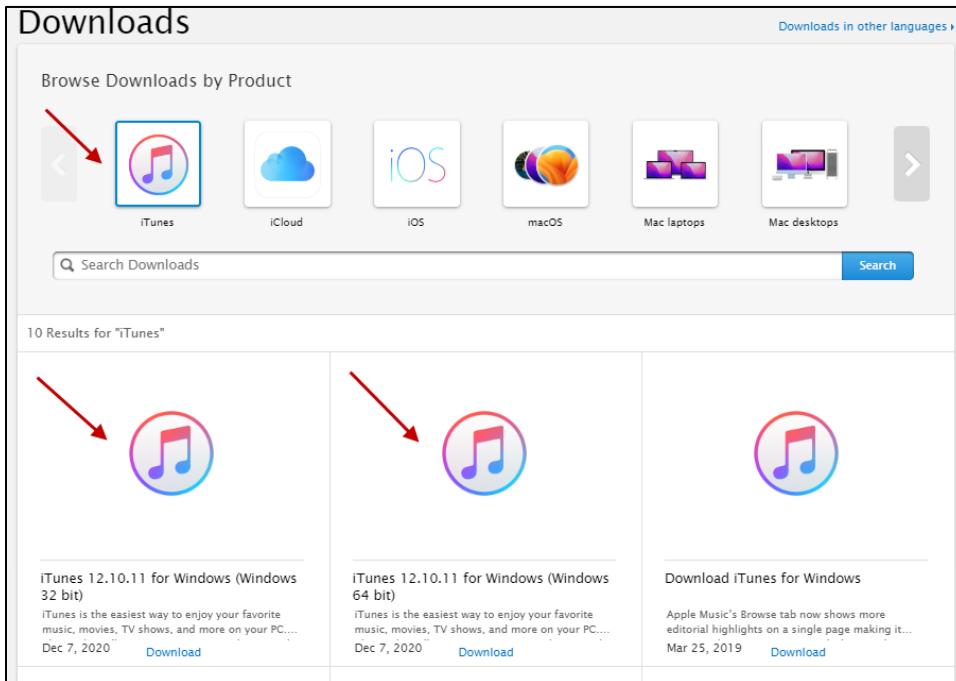 Downloads
Downloads in other languages
Browse Downloads by Product
iOS
iTunes
iCloud
iOS
macOS
Mac laptops
Mac desktops
Search Downloads
Search
10 Results for "iTunes"
iTunes 12.10.11 for Windows (Windows
32 bit)
iTunes is the easiest way to enjoy your favorite
music, movies, TV shows, and more on your PC....
Dec 7, 2020
Download
iTunes 12.10.11 for Windows (Windows
64 bit)
iTunes is the easiest way to enjoy your favorite
music, movies, TV shows, and more on your PC....
Dec 7, 2020
Download
Download iTunes for Windows
Apple Music's Browse tab now shows more
editorial highlights on a single page making it...
Mar 25, 2019
Download